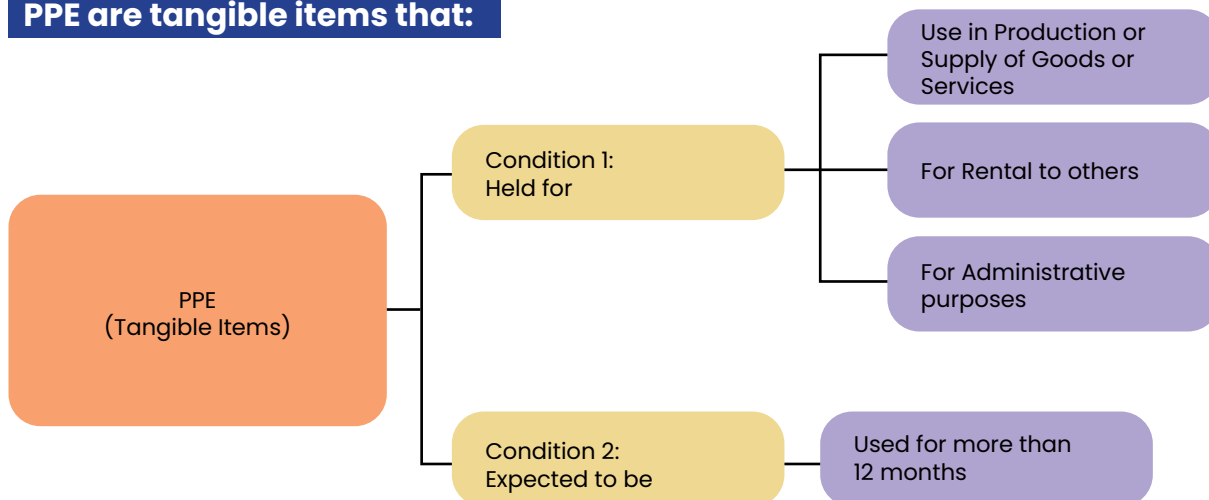 PPE are tangible items that:
Use in Production or
Supply of Goods or
Services
Condition 1:
Held for
For Rental to others
For Administrative
purposes
PPE
(Tangible Items)
Condition 2:
Expected to be
Used for more than
12 months